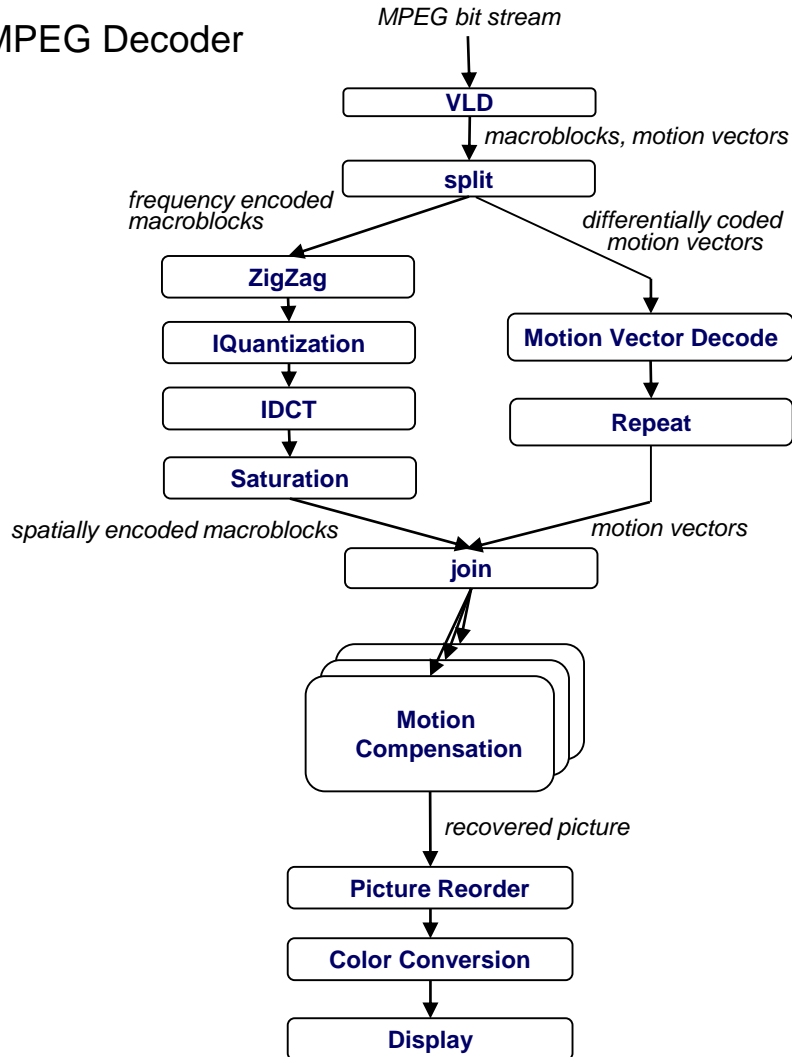 MPEG Decoder
MPEG bit stream
VLD
macroblocks, motion vectors
split
frequency encoded
macroblocks
differentially coded
motion vectors
ZigZag
IQuantization
IDCT
Saturation
Motion Vector Decode
Repeat
spatially encoded macroblocks
motion vectors
join
Motion
Compensation
recovered picture
Picture Reorder
Color Conversion
Display